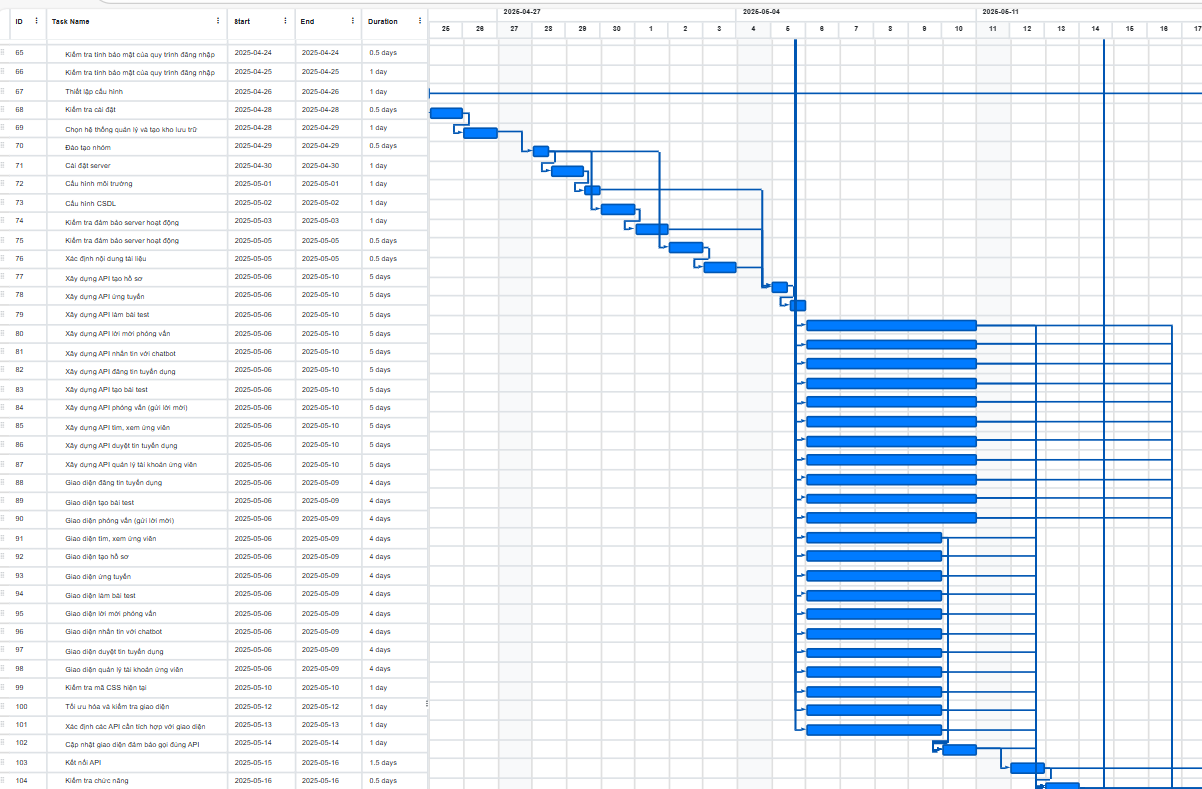 2025-04-27 2025-05-04 2025-05-11
ID Task Name Start End Duration
25 26 27 28 29 30 1 2 3 4 5 6 7 8 9 10 11 12 13 14 15 16 17
65 Kiểm tra tính bảo mật của quy trình đăng nhập 2025-04-24 2025-04-24 0.5 days
66 Kiểm tra tính bảo mật của quy trình đăng nhập 2025-04-25 2025-04-25 1 day
67 Thiết lập cấu hình 2025-04-26 2025-04-26 1 day
68 Kiểm tra cài đặt 2025-04-28 2025-04-28 0.5 days
69 Chọn hệ thống quản lý và tạo kho lưu trữ 2025-04-28 2025-04-29 1 day
70 Đào tạo nhóm 2025-04-29 2025-04-29 0.5 days
71 Cài đặt server 2025-04-30 2025-04-30 1 day
72 Cấu hình môi trường 2025-05-01 2025-05-01 1 day
73 Cấu hình CSDL 2025-05-02 2025-05-02 1 day
74 Kiểm tra đảm bảo server hoạt động 2025-05-03 2025-05-03 1 day
75 Kiểm tra đảm bảo server hoạt động 2025-05-05 2025-05-05 0.5 days
76 Xác định nội dung tài liệu 2025-05-05 2025-05-05 0.5 days
77 Xây dựng API tạo hồ sơ 2025-05-06 2025-05-10 5 days
78 Xây dựng API ứng tuyển 2025-05-06 2025-05-10 5 days
79 Xây dựng API làm bài test 2025-05-06 2025-05-10 5 days
80 Xây dựng API lời mời phỏng vấn 2025-05-06 2025-05-10 5 days
81 Xây dựng API nhắn tin với chatbot 2025-05-06 2025-05-10 5 days
82 Xây dựng API đăng tin tuyển dụng 2025-05-06 2025-05-10 5 days
83 Xây dựng API tạo bài test 2025-05-06 2025-05-10 5 days
84 Xây dựng API phỏng vấn (gửi lời mời) 2025-05-06 2025-05-10 5 days
85 Xây dựng API tìm, xem ứng viên 2025-05-06 2025-05-10 5 days
86 Xây dựng API duyệt tin tuyển dụng 2025-05-06 2025-05-10 5 days
87 Xây dựng API quản lý tài khoản ứng viên 2025-05-06 2025-05-10 5 days
88 Giao diện đăng tin tuyển dụng 2025-05-06 2025-05-09 4 days
89 Giao diện tạo bài test 2025-05-06 2025-05-09 4 days
90 Giao diện phỏng vấn (gửi lời mời) 2025-05-06 2025-05-09 4 days
91 Giao diện tìm, xem ứng viên 2025-05-06 2025-05-09 4 days
92 Giao diện tạo hồ sơ 2025-05-06 2025-05-09 4 days
93 Giao diện ứng tuyển 2025-05-06 2025-05-09 4 days
94 Giao diện làm bài test 2025-05-06 2025-05-09 4 days
95 Giao diện lời mời phỏng vấn 2025-05-06 2025-05-09 4 days
96 Giao diện nhắn tin với chatbot 2025-05-06 2025-05-09 4 days
97 Giao diện duyệt tin tuyển dụng 2025-05-06 2025-05-09 4 days
98 Giao diện quản lý tài khoản ứng viên 2025-05-06 2025-05-09 4 days
99 Kiểm tra mã CSS hiện tại 2025-05-10 2025-05-10 1 day
100 Tối ưu hóa và kiểm tra giao diện 2025-05-12 2025-05-12 1 day
101 Xác định các API cần tích hợp với giao diện 2025-05-13 2025-05-13 1 day
102 Cập nhật giao diện đảm bảo gọi đúng API 2025-05-14 2025-05-14 1 day
103 Kết nối API 2025-05-15 2025-05-16 1.5 days
104 Kiểm tra chức năng 2025-05-16 2025-05-16 0.5 days